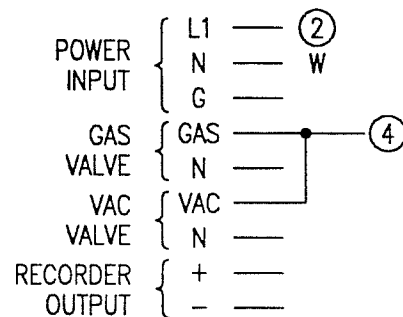 POWER INPUT { L1 — ②
N — W
G —
GAS VALVE { GAS — ④
N —
VAC VALVE { VAC —
N —
RECORDER OUTPUT { + —
− —